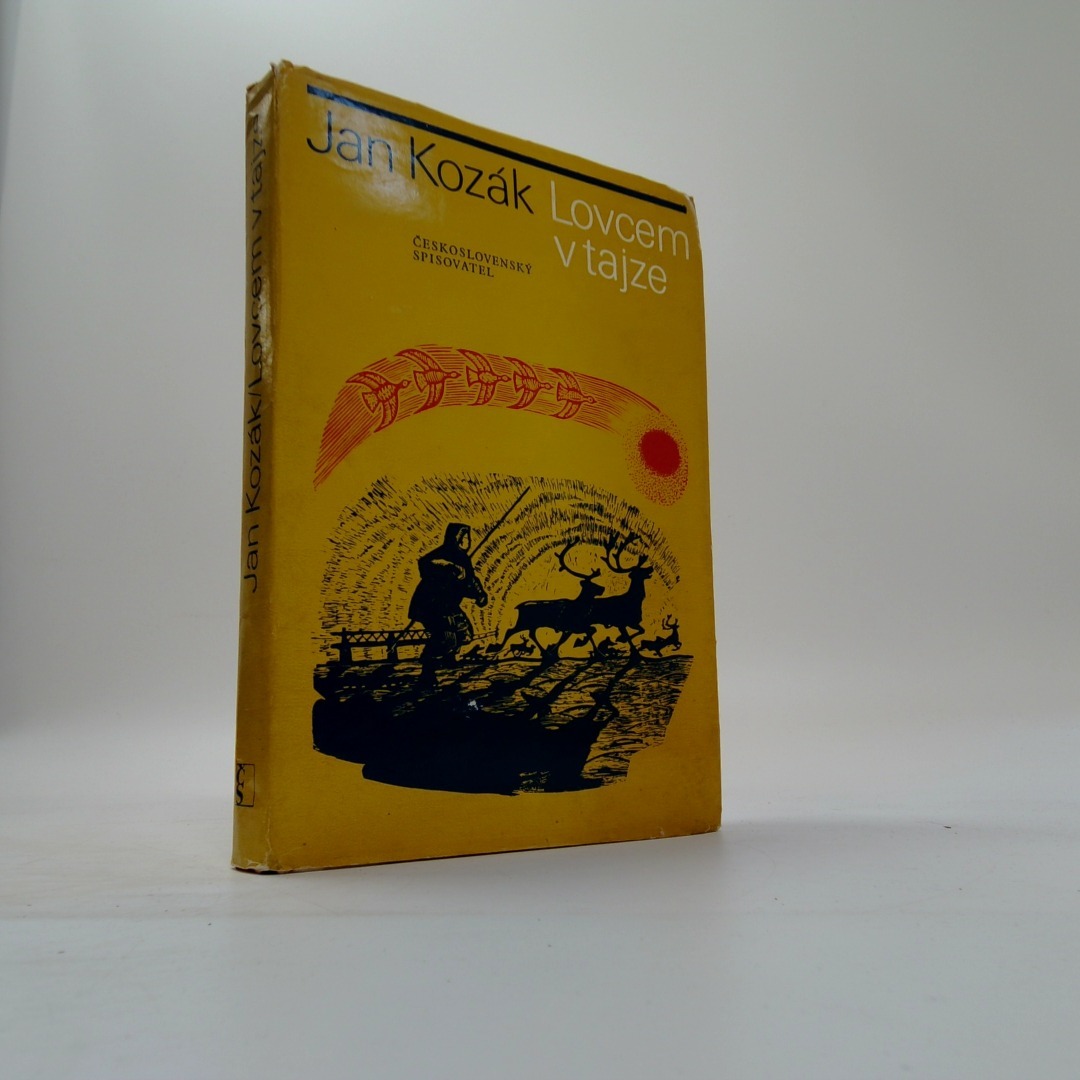 Jan Kozák Lovcem
v tajze
ČESKOSLOVENSKÝ
SPISOVATEL
Jan Kozák/Lovcem v tajze
ČS